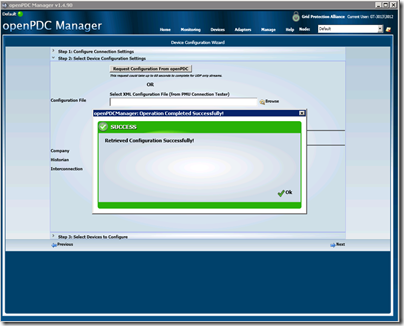 openPDC Manager v1.4.90
Default
openPDC Manager
Grid Protection Alliance
Current User:
Home Monitoring Devices Adapters Manage Help Node: Default
Device Configuration Wizard
Step 1: Configure Connection Settings
Step 2: Select Device Configuration Settings
Request Configuration from openPDC
This request could take up to 60 seconds to complete for UDP only streams.
OR
Select XML Configuration File (from PMU Connection Tester)
Configuration File
Browse
openPDCManager: Operation Completed Successfully!
SUCCESS
Retrieved Configuration Successfully!
Ok
Company
Historian
Interconnection
Step 3: Select Devices to Configure
Previous
Next